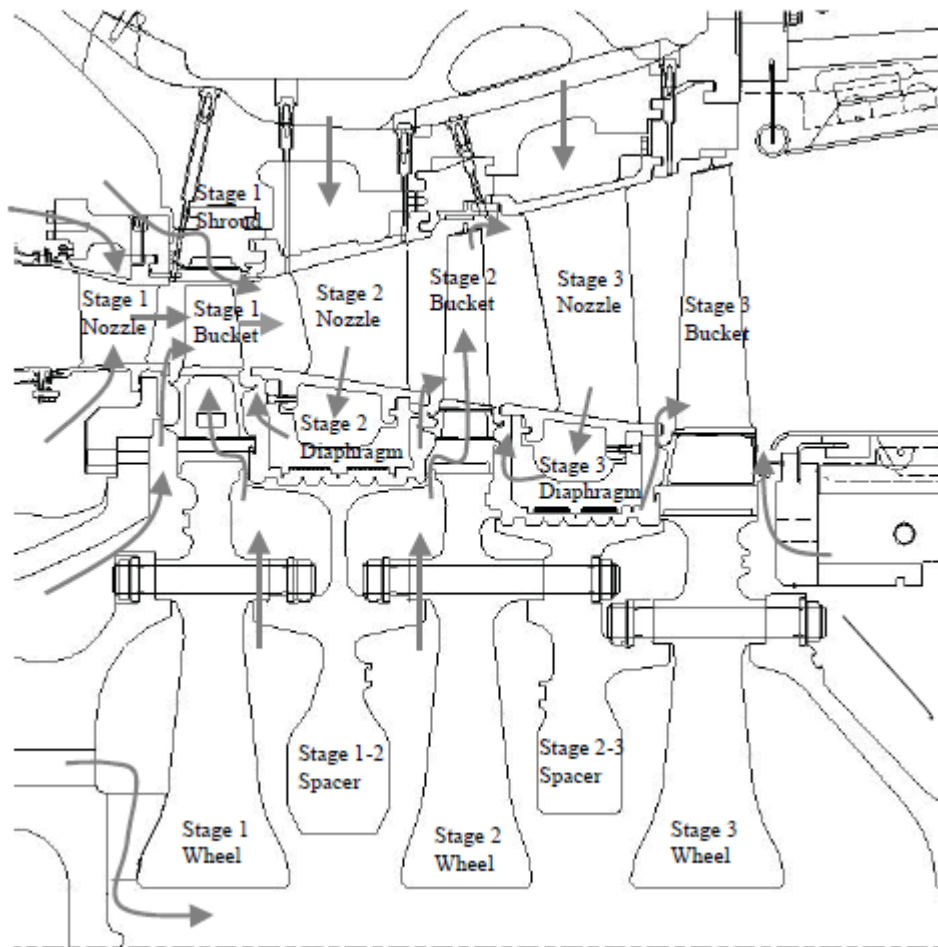 Stage 1
Shroud
Stage 1
Nozzle
Stage 1
Bucket
Stage 2
Nozzle
Stage 2
Bucket
Stage 3
Nozzle
Stage 3
Bucket
Stage 2
Diaphragm
Stage 3
Diaphragm
Stage 1-2
Spacer
Stage 2-3
Spacer
Stage 1
Wheel
Stage 2
Wheel
Stage 3
Wheel